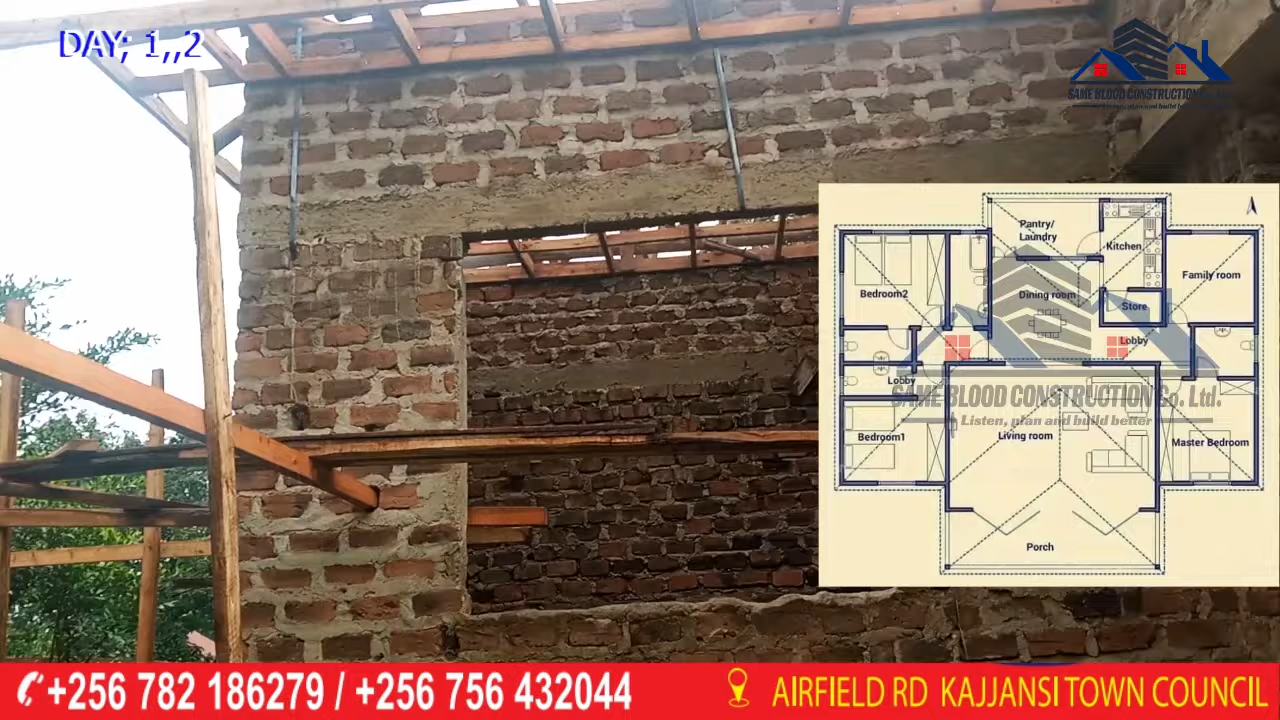 DAY; 1,,2
SAME BLOOD CONSTRUCTION
Pantry/
Laundry
Kitchen
Family room
Bedroom2
Dining room
Store
Lobby
Lobby
SAME BLOOD CONSTRUCTION Co. Ltd.
Listen, plan and build better
Bedroom1
Living room
Master Bedroom
Porch
+256 782 186279 / +256 756 432044
AIRFIELD RD KAJJANSI TOWN COUNCIL